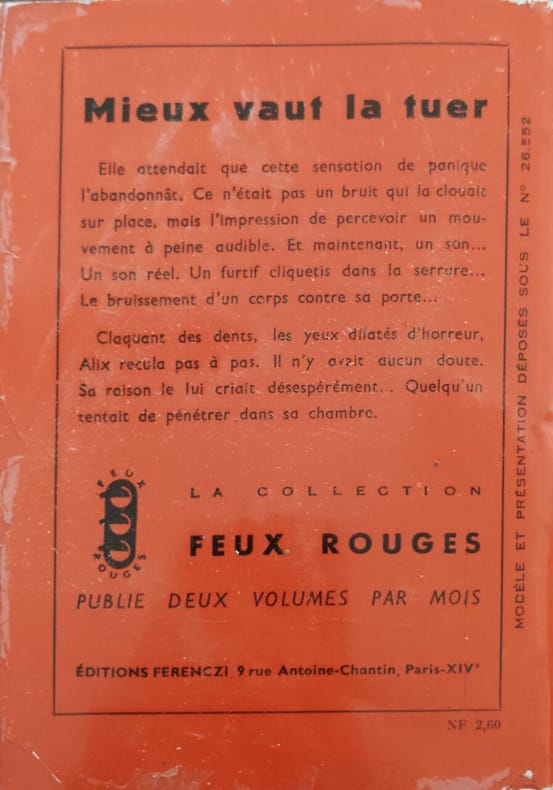 Mieux vaut la tuer
Elle attendait que cette sensation de panique
l'abandonnât. Ce n'était pas un bruit qui la clouait
sur place, mais l'impression de percevoir un mou-
vement à peine audible. Et maintenant, un son...
Un son réel. Un furtif cliquetis dans la serrure...
Le bruissement d'un corps contre sa porte...
Claquant des dents, les yeux dilatés d'horreur,
Alix recula pas à pas. Il n'y avait aucun doute.
Sa raison le lui criait désespérément... Quelqu'un
tentait de pénétrer dans sa chambre.
FEUX
ROUGES
LA COLLECTION
FEUX ROUGES
PUBLIE DEUX VOLUMES PAR MOIS
ÉDITIONS FERENCZI, 9 rue Antoine-Chantin, Paris-XIVe
NF 2,60
MODÈLE ET PRÉSENTATION DÉPOSÉS SOUS LE N° 26.552